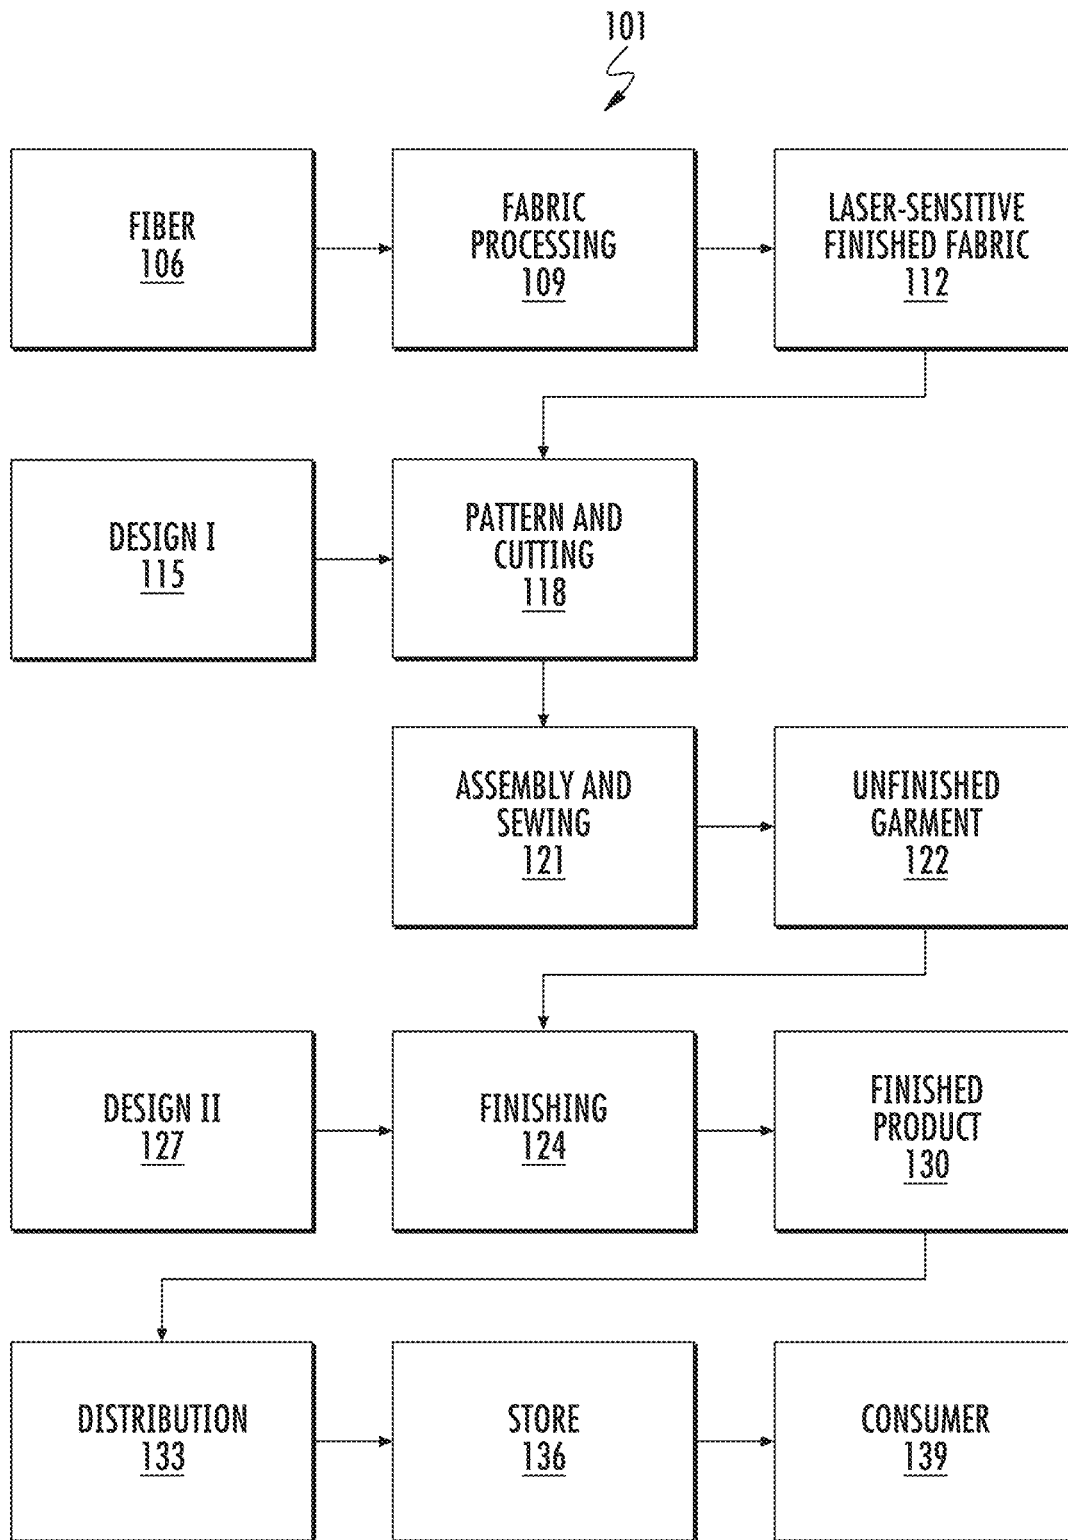 101
FIBER
106
FABRIC
PROCESSING
109
LASER-SENSITIVE
FINISHED FABRIC
112
DESIGN I
115
PATTERN AND
CUTTING
118
ASSEMBLY AND
SEWING
121
UNFINISHED
GARMENT
122
DESIGN II
127
FINISHING
124
FINISHED
PRODUCT
130
DISTRIBUTION
133
STORE
136
CONSUMER
139